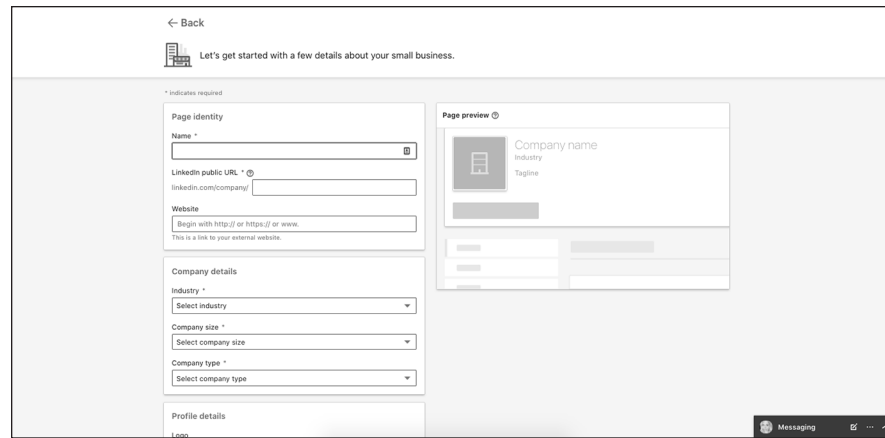 ← Back
Let's get started with a few details about your small business.
* indicates required
Page identity
Name *
LinkedIn public URL *
linkedin.com/company/
Website
Begin with http:// or https:// or www.
This is a link to your external website.
Company details
Industry *
Select industry
Company size *
Select company size
Company type *
Select company type
Profile details
Logo
Page preview
Company name
Industry
Tagline
Messaging